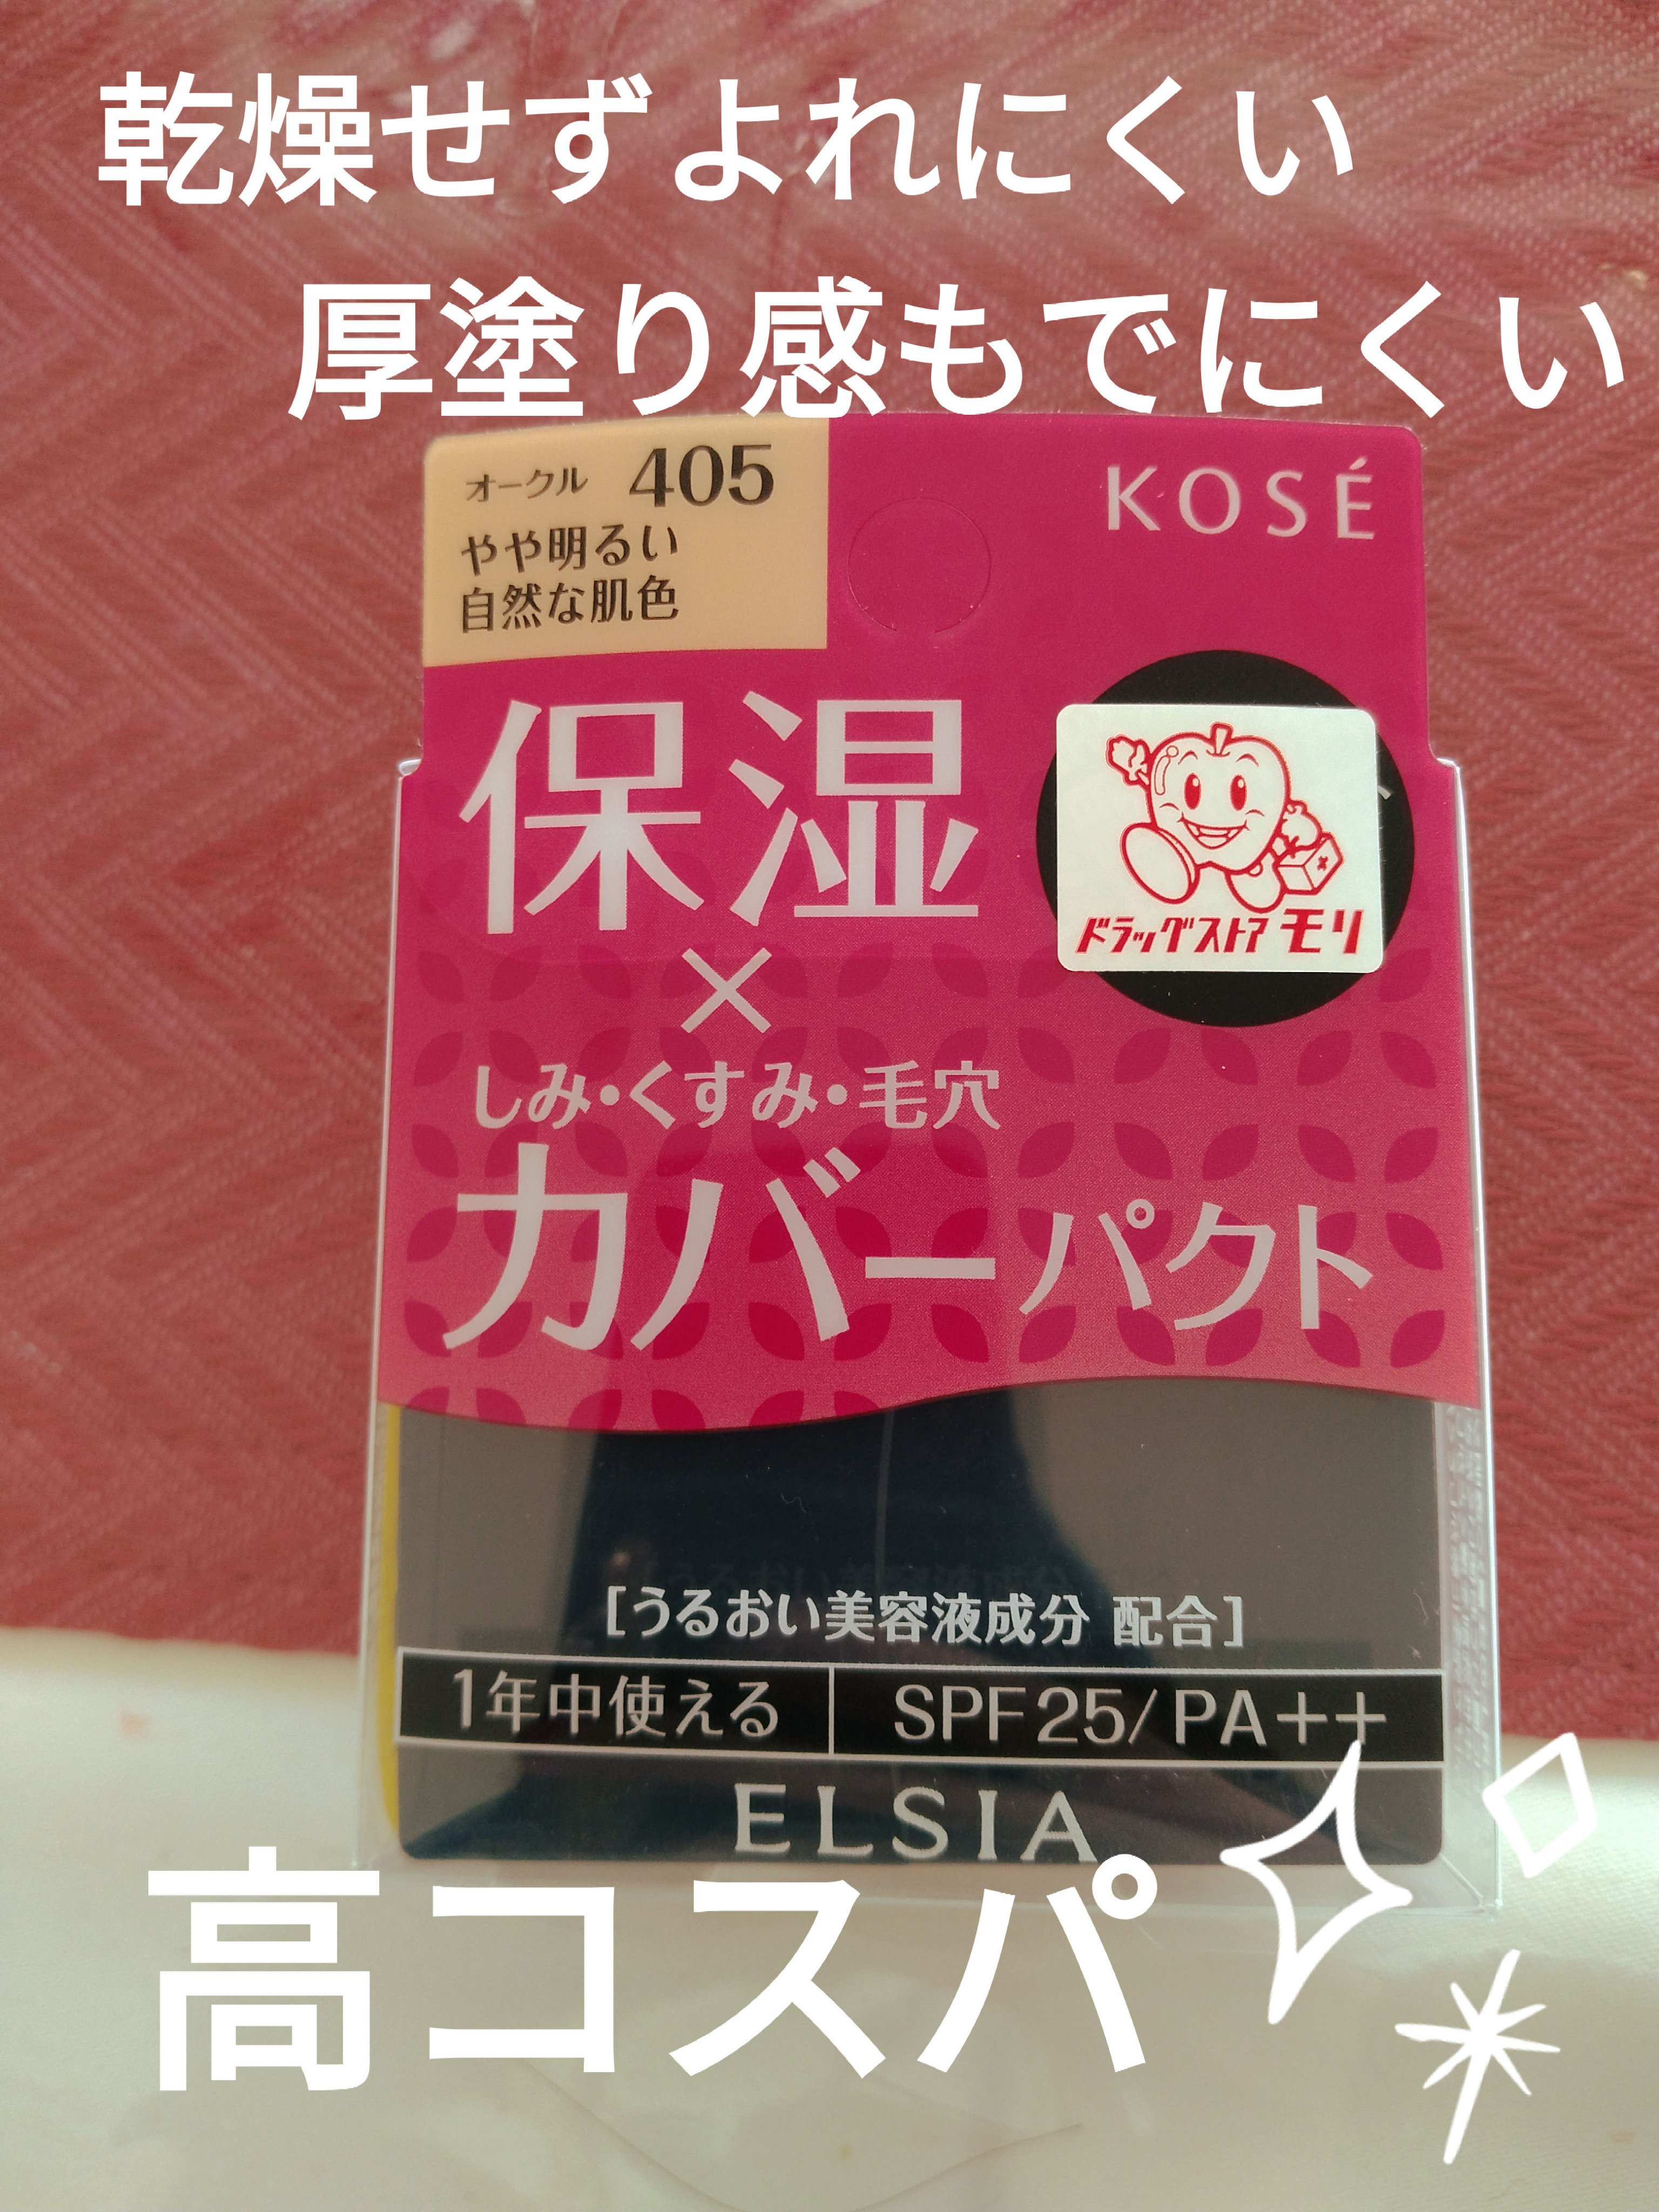 乾燥せずよれにくい
厚塗り感もでにくい
オークル 405
やや明るい
自然な肌色
KOSÉ
保湿
×
しみ・くすみ・毛穴
カバーパクト
ドラッグストア モリ
[うるおい美容液成分 配合]
1年中使える
SPF25/PA++
ELSIA
高コスパ